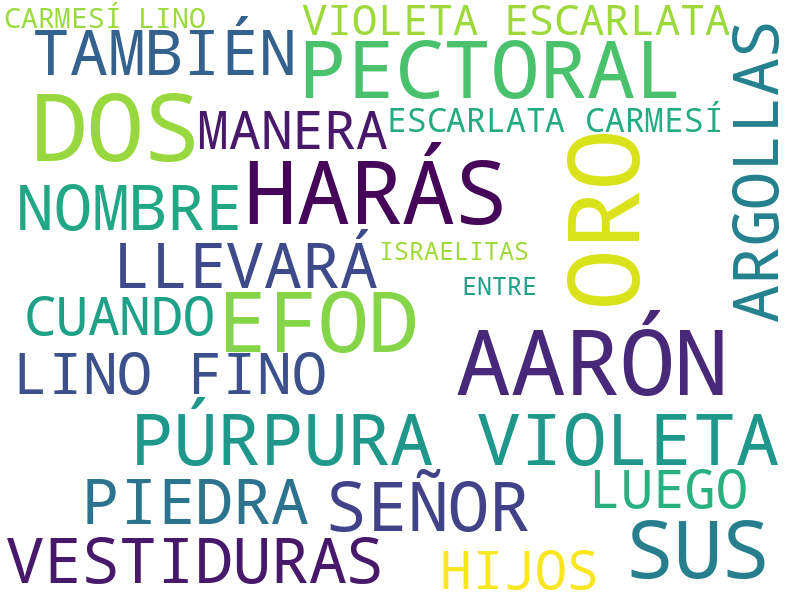 CARMESÍ LINO
VIOLETA ESCARLATA
TAMBIÉN
PECTORAL
ARGOLLAS
DOS
MANERA
ESCARLATA CARMESÍ
ORO
NOMBRE
HARÁS
LLEVARÁ
ISRAELITAS
ENTRE
CUANDO
EFOD
AARÓN
LINO FINO
PÚRPURA VIOLETA
PIEDRA
SEÑOR
LUEGO
VESTIDURAS
HIJOS
SUS